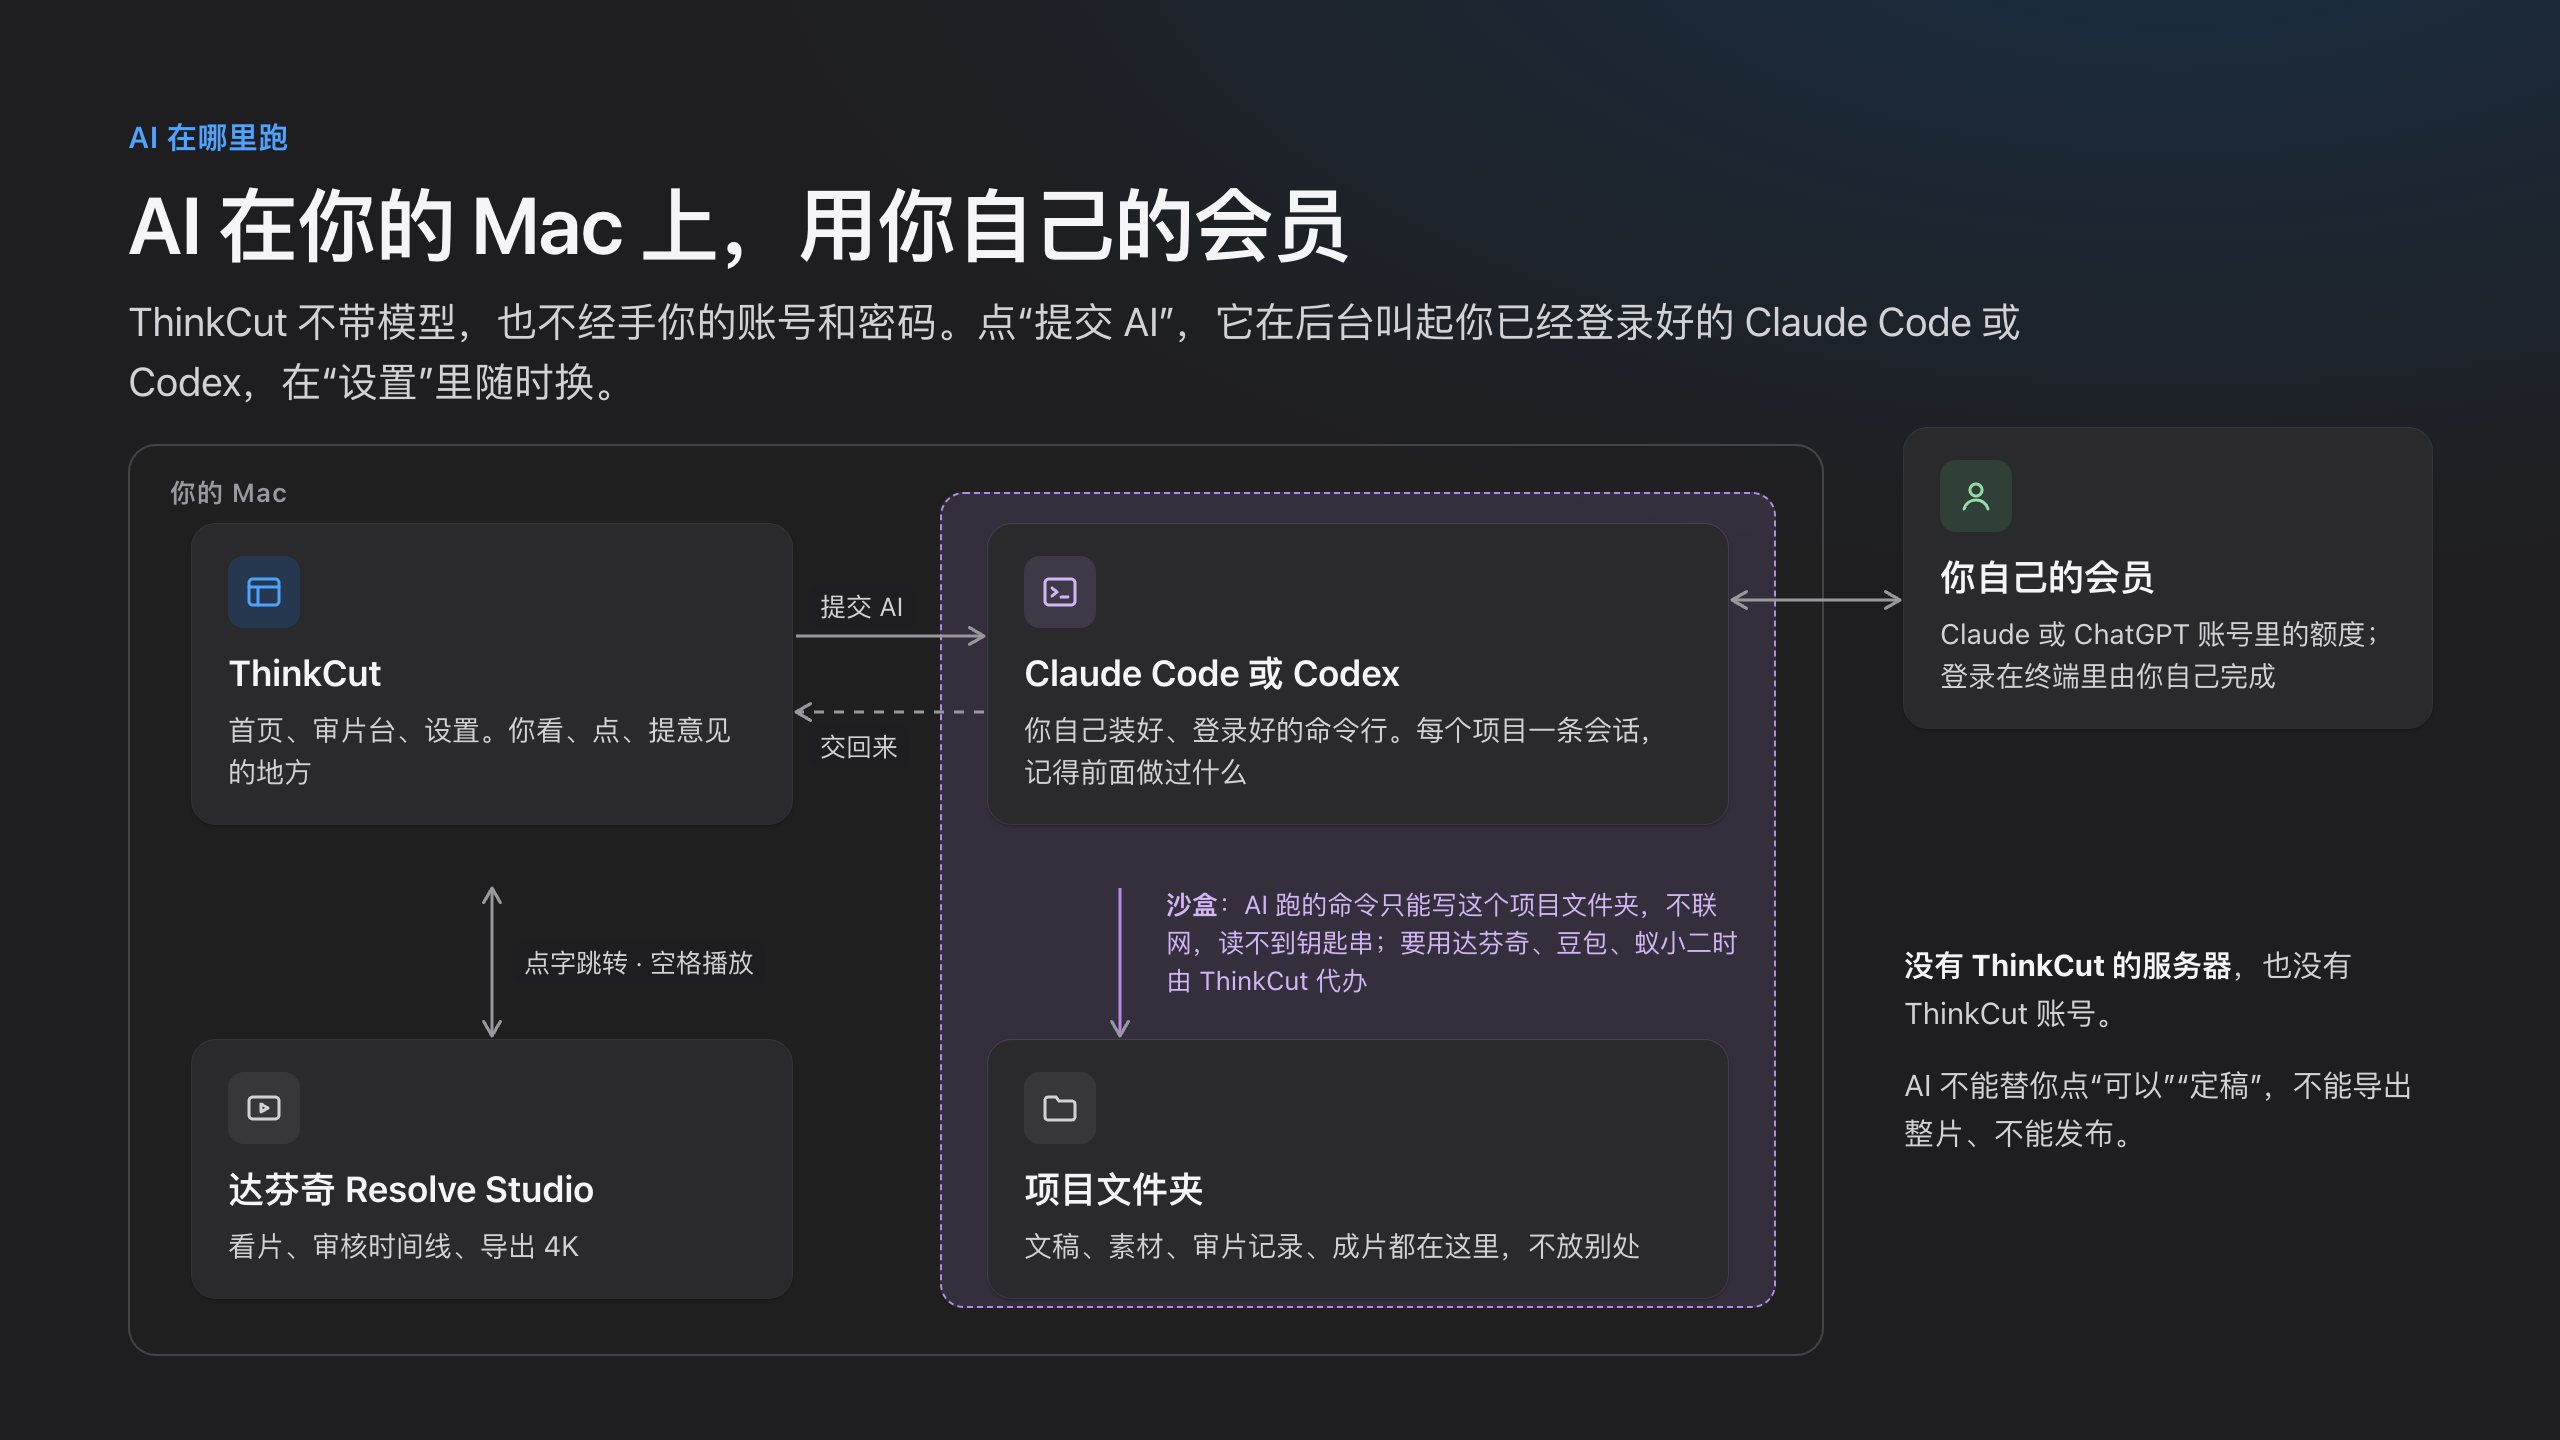 AI 在哪里跑
AI 在你的 Mac 上，用你自己的会员
ThinkCut 不带模型，也不经手你的账号和密码。点“提交 AI”，它在后台叫起你已经登录好的 Claude Code 或
Codex，在“设置”里随时换。
你的 Mac
ThinkCut
首页、审片台、设置。你看、点、提意见
的地方
提交 AI
交回来
Claude Code 或 Codex
你自己装好、登录好的命令行。每个项目一条会话，
记得前面做过什么
你自己的会员
Claude 或 ChatGPT 账号里的额度；
登录在终端里由你自己完成
点字跳转 · 空格播放
沙盒：AI 跑的命令只能写这个项目文件夹，不联
网，读不到钥匙串；要用达芬奇、豆包、蚁小二时
由 ThinkCut 代办
达芬奇 Resolve Studio
看片、审核时间线、导出 4K
项目文件夹
文稿、素材、审片记录、成片都在这里，不放别处
没有 ThinkCut 的服务器，也没有
ThinkCut 账号。
AI 不能替你点“可以”“定稿”，不能导出
整片、不能发布。